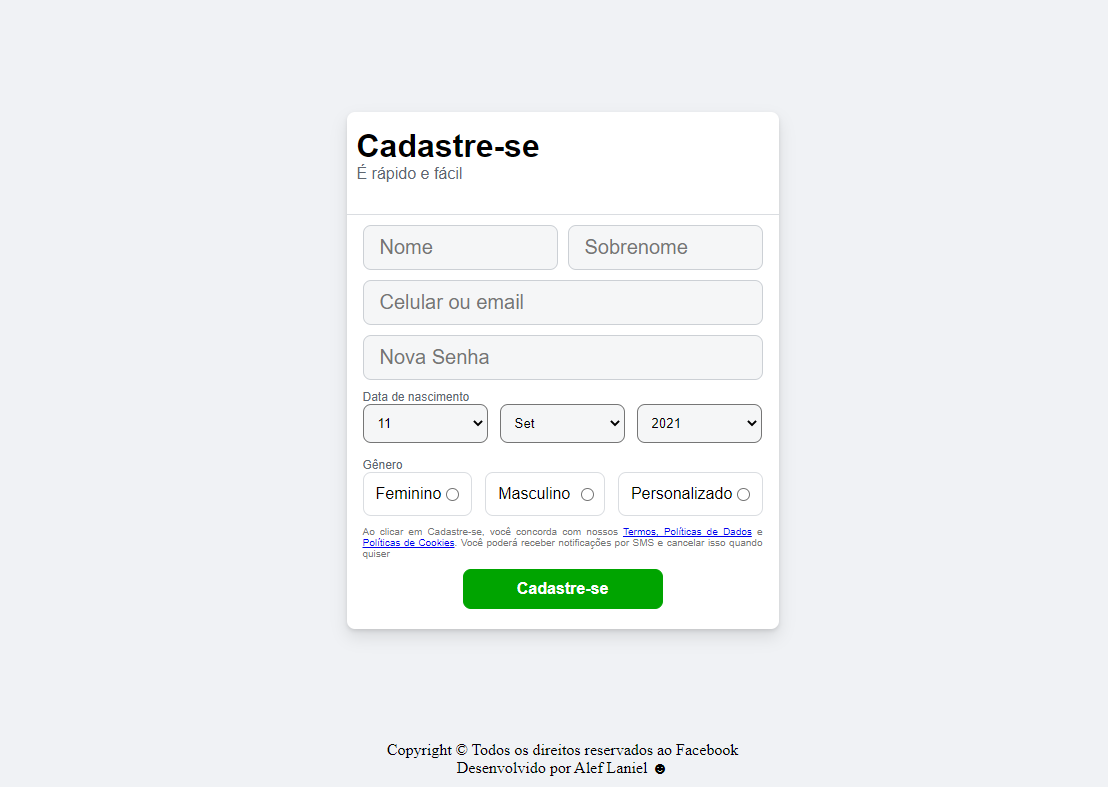 Cadastre-se
É rápido e fácil
Nome Sobrenome
Celular ou email
Nova Senha
Data de nascimento
11 Set 2021
Gênero
Feminino Masculino Personalizado
Ao clicar em Cadastre-se, você concorda com nossos Termos, Políticas de Dados e
Políticas de Cookies. Você poderá receber notificações por SMS e cancelar isso quando
quiser
Cadastre-se
Copyright © Todos os direitos reservados ao Facebook
Desenvolvido por Alef Laniel ☻